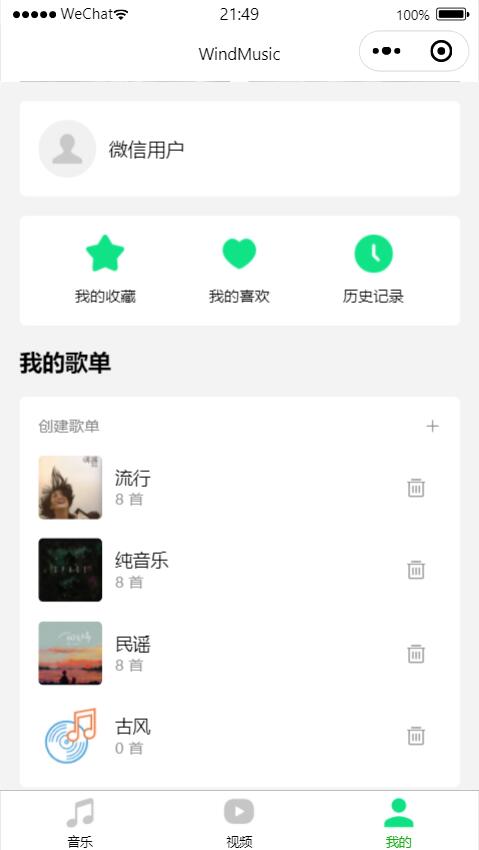 WeChat 21:49 100%
WindMusic
微信用户
我的收藏 我的喜欢 历史记录
我的歌单
创建歌单
流行
8 首
纯音乐
8 首
民谣
8 首
古风
0 首
音乐 视频 我的